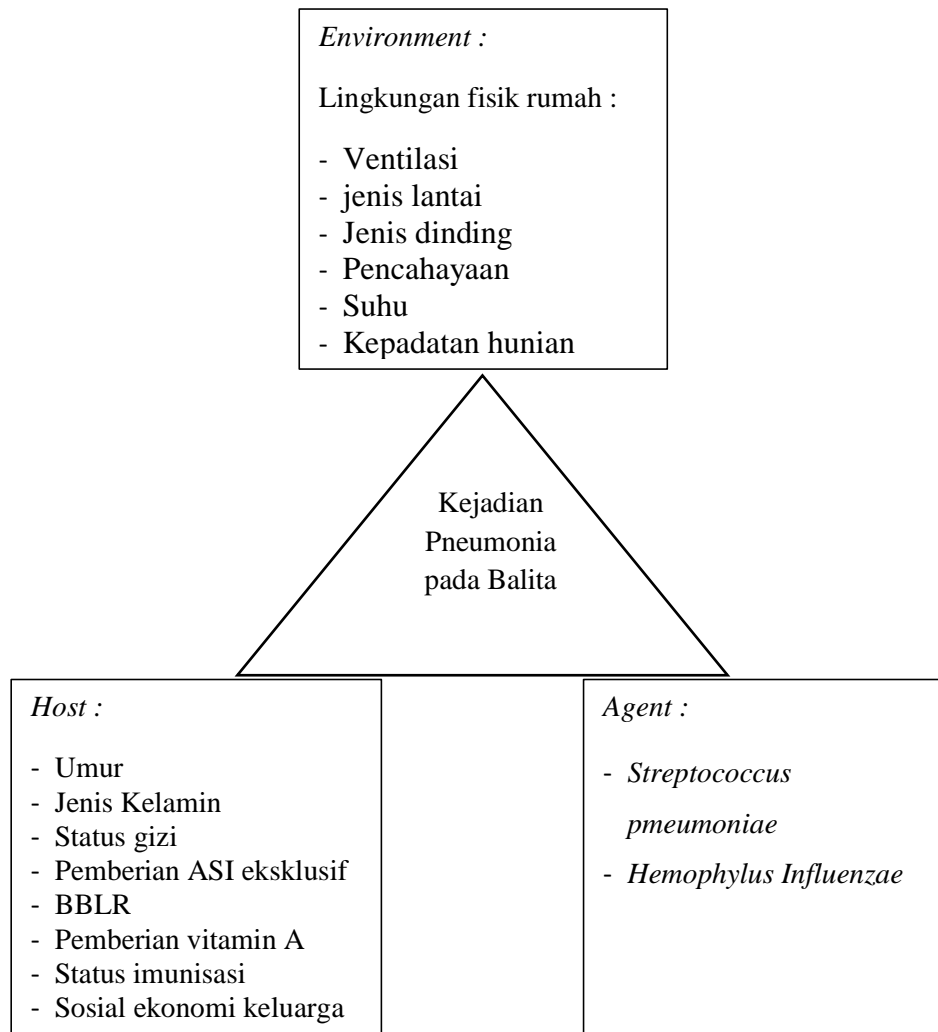 Environment :
Lingkungan fisik rumah :
- Ventilasi
- jenis lantai
- Jenis dinding
- Pencahayaan
- Suhu
- Kepadatan hunian
Kejadian
Pneumonia
pada Balita
Host :
- Umur
- Jenis Kelamin
- Status gizi
- Pemberian ASI eksklusif
- BBLR
- Pemberian vitamin A
- Status imunisasi
- Sosial ekonomi keluarga
Agent :
- Streptococcus
pmeumoniae
- Hemophylus Influenzae